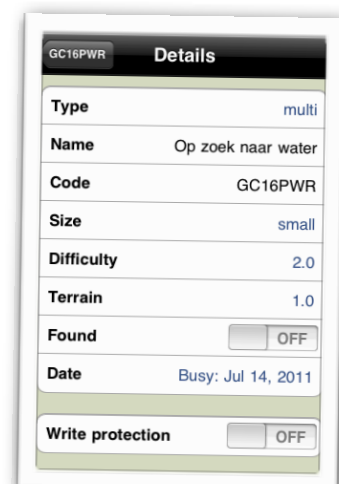 GC16PWR Details
Type multi
Name Op zoek naar water
Code GC16PWR
Size small
Difficulty 2.0
Terrain 1.0
Found OFF
Date Busy: Jul 14, 2011
Write protection OFF